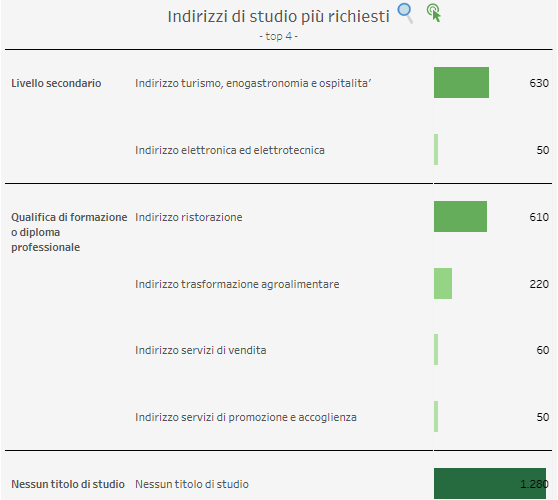 Indirizzi di studio più richiesti
- top 4 -
Livello secondario Indirizzo turismo, enogastronomia e ospitalita’ 630
Indirizzo elettronica ed elettrotecnica 50
Qualifica di formazione Indirizzo ristorazione 610
o diploma
professionale
Indirizzo trasformazione agroalimentare 220
Indirizzo servizi di vendita 60
Indirizzo servizi di promozione e accoglienza 50
Nessun titolo di studio Nessun titolo di studio 1.280